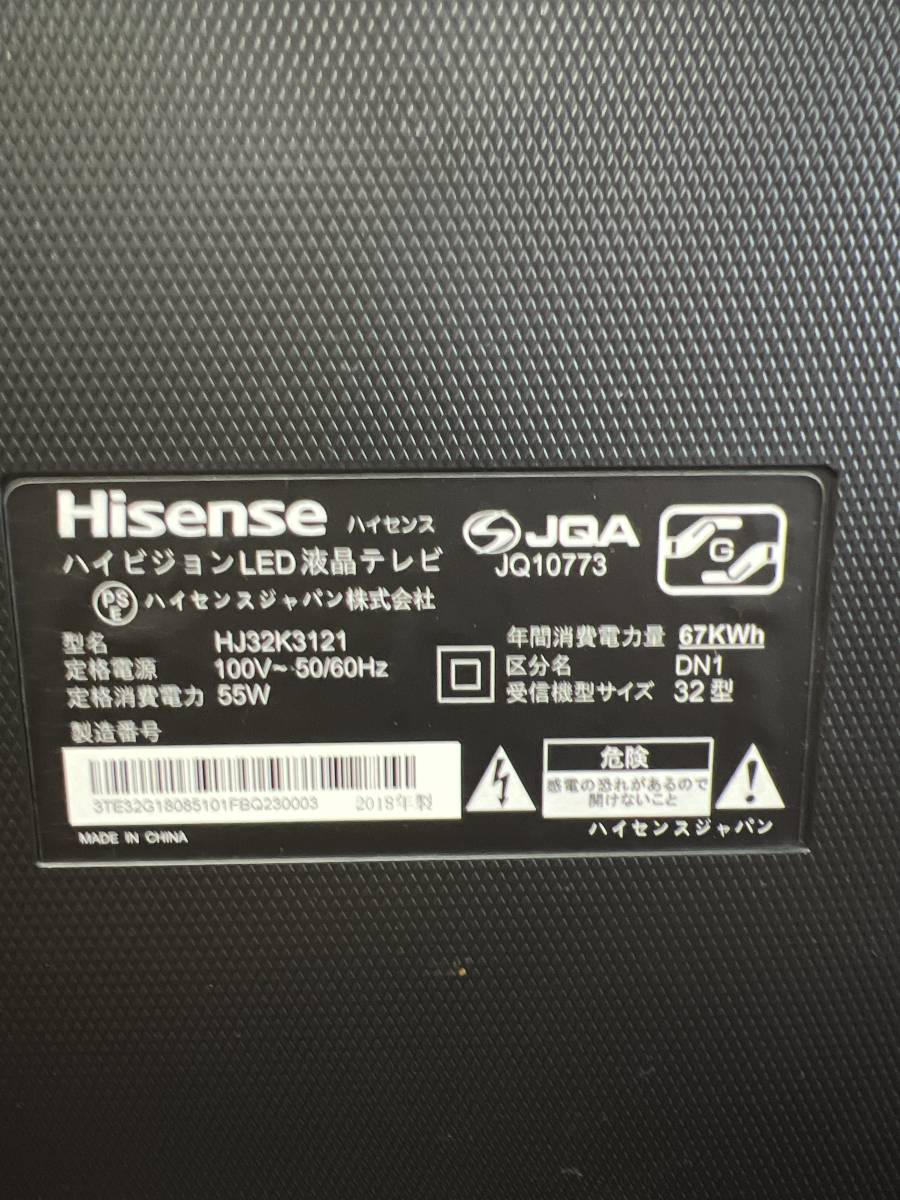 Hisense ハイセンス
ハイビジョンLED液晶テレビ
PSE ハイセンスジャパン株式会社
JQA
JQ10773
G
型名 HJ32K3121
定格電源 100V~50/60Hz
定格消費電力 55W
年間消費電力量 67KWh
区分名 DN1
受信機型サイズ 32型
製造番号
3TE32G18085101FBQ230003 2018年製
MADE IN CHINA
危険
感電の恐れがあるので
開けないこと
ハイセンスジャパン